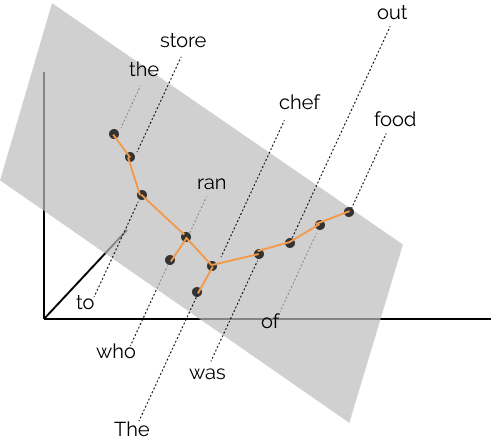 out
store
the
chef
food
ran
to
of
who
was
The